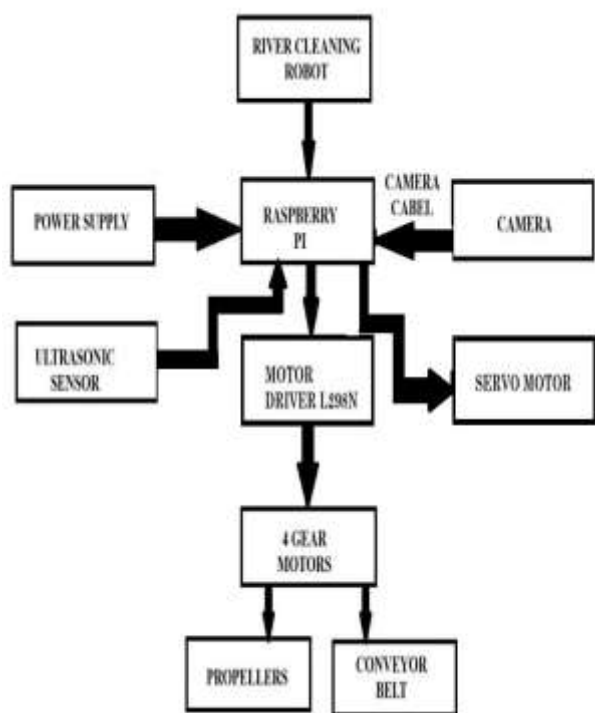 RIVER CLEANING
ROBOT
POWER SUPPLY
RASPBERRY
PI
CAMERA
CABEL
CAMERA
ULTRASONIC
SENSOR
MOTOR
DRIVER L298N
SERVO MOTOR
4 GEAR
MOTORS
PROPELLERS
CONVEYOR
BELT